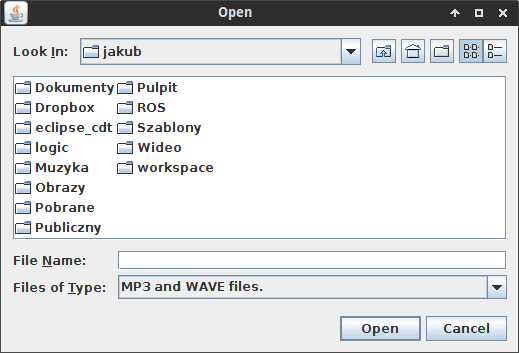 Open
Look In: jakub
Dokumenty Pulpit
Dropbox ROS
eclipse_cdt Szablony
logic Wideo
Muzyka workspace
Obrazy
Pobrane
Publiczny
File Name:
Files of Type: MP3 and WAVE files.
Open Cancel